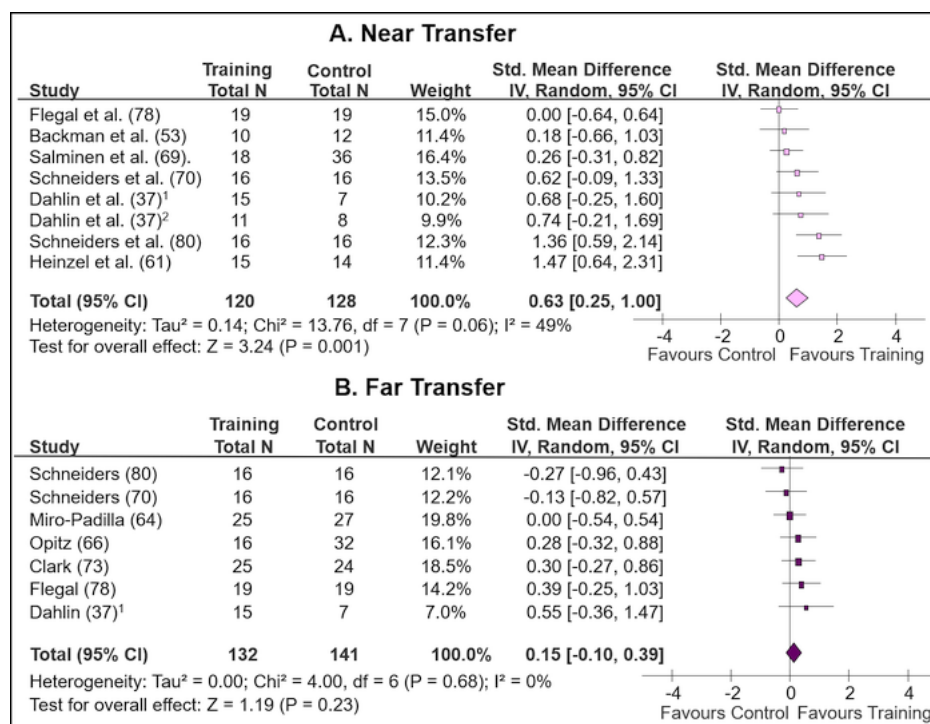 A. Near Transfer
Training Control Std. Mean Difference Std. Mean Difference
Study Total N Total N Weight IV, Random, 95% CI IV, Random, 95% CI
Flegal et al. (78) 19 19 15.0% 0.00 [-0.64, 0.64]
Backman et al. (53) 10 12 11.4% 0.18 [-0.66, 1.03]
Salminen et al. (69). 18 36 16.4% 0.26 [-0.31, 0.82]
Schneiders et al. (70) 16 16 13.5% 0.62 [-0.09, 1.33]
Dahlin et al. (37)¹ 15 7 10.2% 0.68 [-0.25, 1.60]
Dahlin et al. (37)² 11 8 9.9% 0.74 [-0.21, 1.69]
Schneiders et al. (80) 16 16 12.3% 1.36 [0.59, 2.14]
Heinzel et al. (61) 15 14 11.4% 1.47 [0.64, 2.31]
Total (95% CI) 120 128 100.0% 0.63 [0.25, 1.00]
Heterogeneity: Tau² = 0.14; Chi² = 13.76, df = 7 (P = 0.06); I² = 49%
Test for overall effect: Z = 3.24 (P = 0.001)
-4 -2 0 2 4
Favours Control Favours Training
B. Far Transfer
Training Control Std. Mean Difference Std. Mean Difference
Study Total N Total N Weight IV, Random, 95% CI IV, Random, 95% CI
Schneiders (80) 16 16 12.1% -0.27 [-0.96, 0.43]
Schneiders (70) 16 16 12.2% -0.13 [-0.82, 0.57]
Miro-Padilla (64) 25 27 19.8% 0.00 [-0.54, 0.54]
Opitz (66) 16 32 16.1% 0.28 [-0.32, 0.88]
Clark (73) 25 24 18.5% 0.30 [-0.27, 0.86]
Flegal (78) 19 19 14.2% 0.39 [-0.25, 1.03]
Dahlin (37)¹ 15 7 7.0% 0.55 [-0.36, 1.47]
Total (95% CI) 132 141 100.0% 0.15 [-0.10, 0.39]
Heterogeneity: Tau² = 0.00; Chi² = 4.00, df = 6 (P = 0.68); I² = 0%
Test for overall effect: Z = 1.19 (P = 0.23)
-4 -2 0 2 4
Favours Control Favours Training